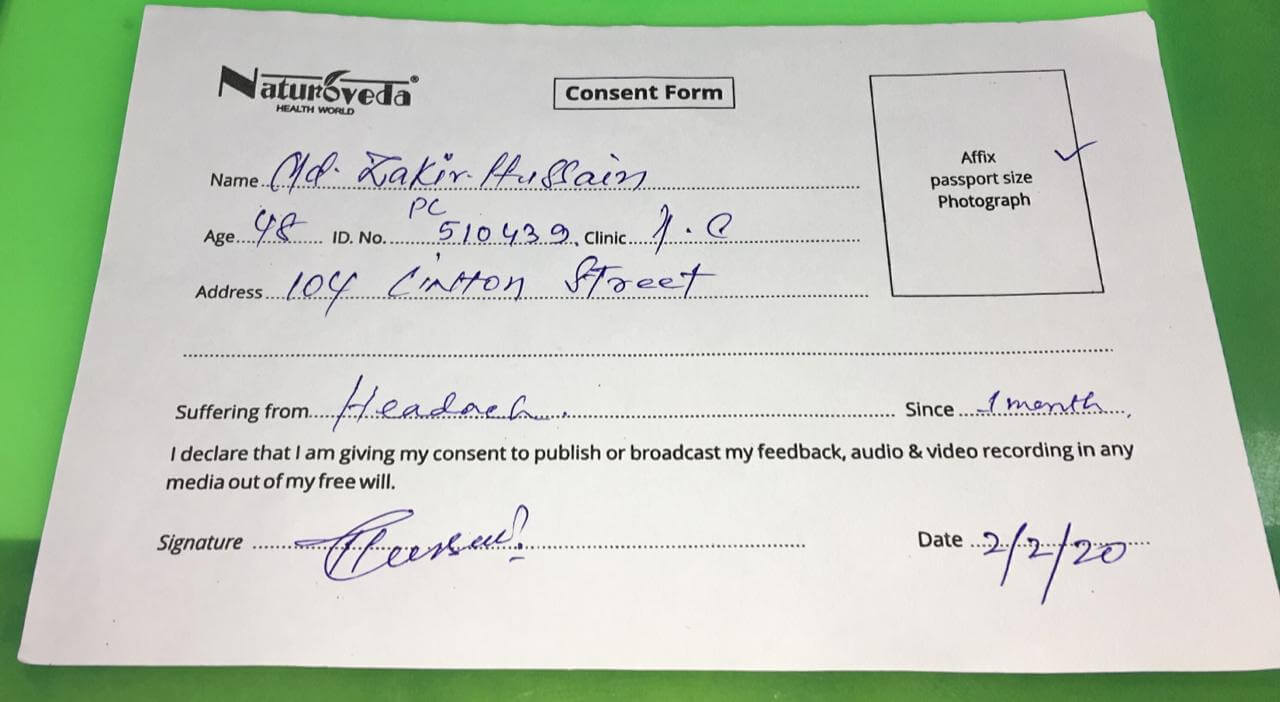 Naturoveda®
HEALTH WORLD
Consent Form
Affix
passport size
Photograph
Name Md. Zakir Hussain
Age 48 ID. No. PC 510439 Clinic
Address 104 Street
Suffering from Headach. Since 1 month
I declare that I am giving my consent to publish or broadcast my feedback, audio & video recording in any
media out of my free will.
Signature
Date 2/2/20